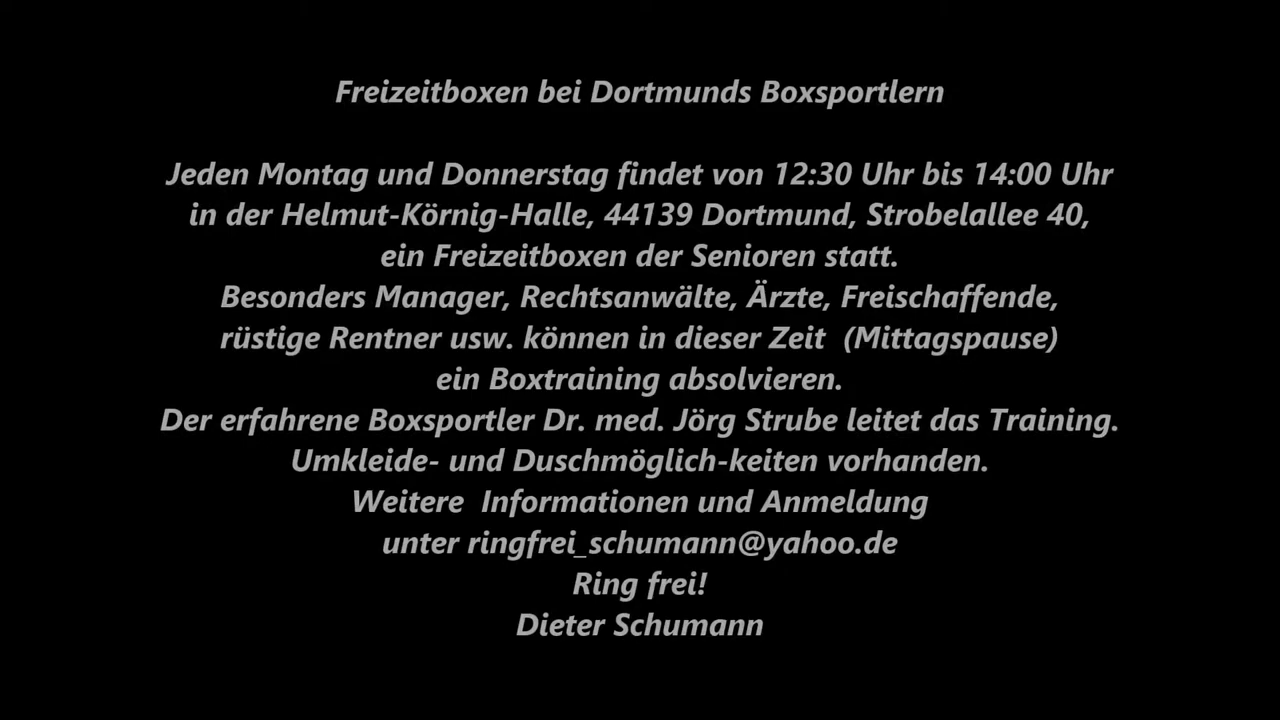 Freizeitboxen bei Dortmunds Boxsportlern
Jeden Montag und Donnerstag findet von 12:30 Uhr bis 14:00 Uhr
in der Helmut-Körnig-Halle, 44139 Dortmund, Strobelallee 40,
ein Freizeitboxen der Senioren statt.
Besonders Manager, Rechtsanwälte, Ärzte, Freischaffende,
rüstige Rentner usw. können in dieser Zeit  (Mittagspause)
ein Boxtraining absolvieren.
Der erfahrene Boxsportler Dr. med. Jörg Strube leitet das Training.
Umkleide- und Duschmöglich-keiten vorhanden.
Weitere  Informationen und Anmeldung
unter ringfrei_schumann@yahoo.de
Ring frei!
Dieter Schumann